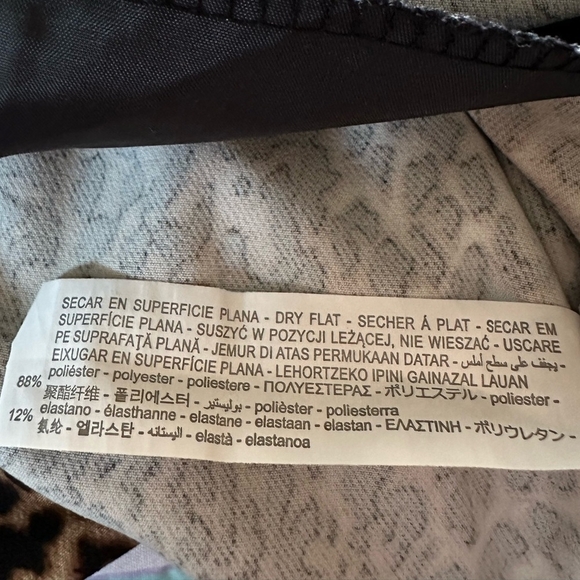 SECAR EN SUPERFICIE PLANA - DRY FLAT - SECHER Á PLAT - SECAR EM
SUPERFÍCIE PLANA - SUSZYĆ W POZYCJI LEŻĄCEJ, NIE WIESZAĆ - USCARE
PE SUPRAFAŢĂ PLANĂ - JEMUR DI ATAS PERMUKAAN DATAR - يجفف على سطح أملس -
EIXUGAR EN SUPERFÍCIE PLANA - LEHORTZEKO IPINI GAINAZAL LAUAN
88% poliéster - polyester - poliestere - ΠΟΛΥΕΣΤΕΡΑΣ - ポリエステル - poliester -
聚酯纤维 - 폴리에스터 - بوليستير - polièster - poliesterra
12% elastano - élasthanne - elastane - elastaan - elastan - ΕΛΑΣΤΙΝΗ - ポリウレタン -
氨纶 - 엘라스탄 - اليستانه - elastà - elastanoa